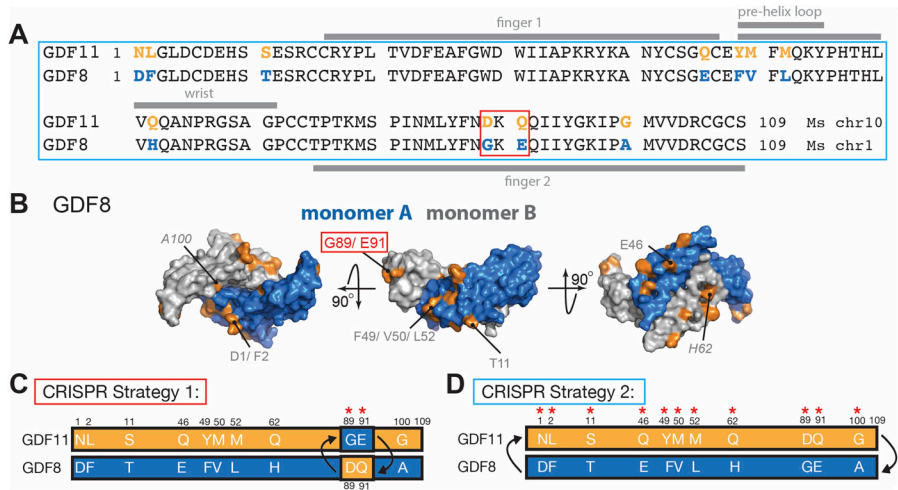 finger 1
pre-helix loop
A
GDF11 1 NLGLDCDEHS SESRCCRYPL TVDFEAFGWD WIIAPKRYKA NYCSGQCEYM FMQKYPHTHL
GDF8 1 DFGLDCDEHS TESRCCRYPL TVDFEAFGWD WIIAPKRYKA NYCSGECEFV FLQKYPHTHL
wrist
GDF11 VQQANPRGSA GPCCTPTKMS PINMLYFNDK QQIIYGKIPG MVVDRCGCS 109 Ms chr10
GDF8 VHQANPRGSA GPCCTPTKMS PINMLYFNGK EQIIYGKIPA MVVDRCGCS 109 Ms chr1
finger 2
B GDF8
monomer A monomer B
A100
G89/ E91
90°
E46
90°
F49/ V50/ L52
D1/ F2
T11
H62
C CRISPR Strategy 1:
* *
1 2 11 46 49 50 52 62 89 91 100 109
GDF11 NL S Q YM M Q GE G
GDF8 DF T E FV L H DQ A
89 91
D CRISPR Strategy 2:
* * * * * * * * * * *
1 2 11 46 49 50 52 62 89 91 100 109
GDF11 NL S Q YM M Q DQ G
GDF8 DF T E FV L H GE A